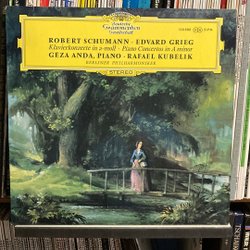 Deutsche
Grammophon
Gesellschaft
ROBERT SCHUMANN · EDVARD GRIEG
Klavierkonzerte in a-moll · Piano Concertos in A minor
GÉZA ANDA, PIANO · RAFAEL KUBELIK
BERLINER PHILHARMONIKER
STEREO